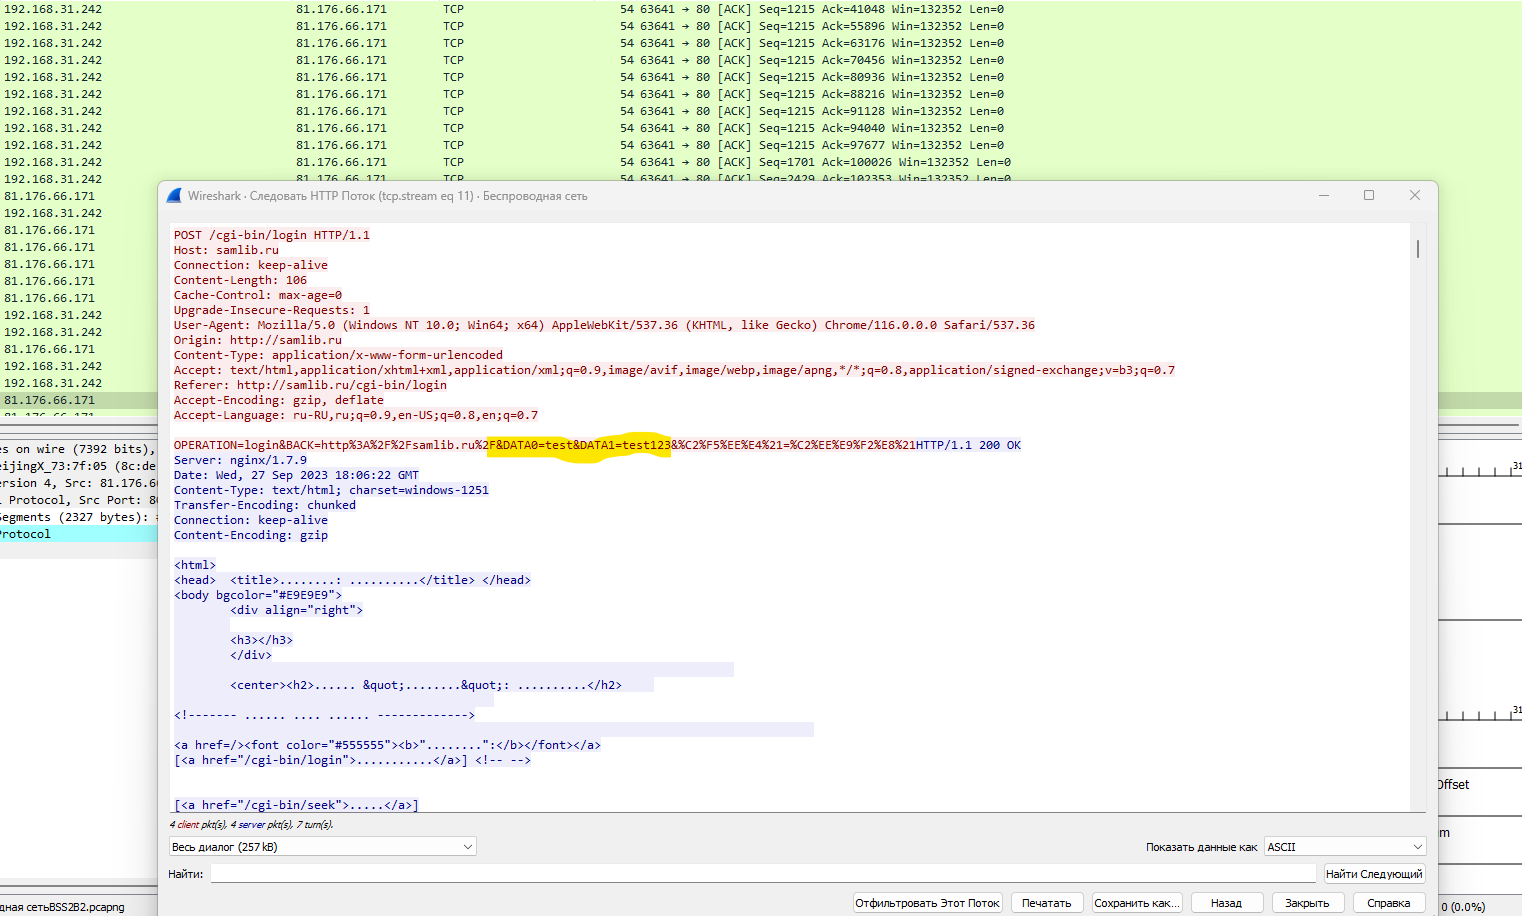 192.168.31.242 81.176.66.171 TCP 54 63641 → 80 [ACK] Seq=1215 Ack=41048 Win=132352 Len=0
192.168.31.242 81.176.66.171 TCP 54 63641 → 80 [ACK] Seq=1215 Ack=55896 Win=132352 Len=0
192.168.31.242 81.176.66.171 TCP 54 63641 → 80 [ACK] Seq=1215 Ack=63176 Win=132352 Len=0
192.168.31.242 81.176.66.171 TCP 54 63641 → 80 [ACK] Seq=1215 Ack=70456 Win=132352 Len=0
192.168.31.242 81.176.66.171 TCP 54 63641 → 80 [ACK] Seq=1215 Ack=80936 Win=132352 Len=0
192.168.31.242 81.176.66.171 TCP 54 63641 → 80 [ACK] Seq=1215 Ack=88216 Win=132352 Len=0
192.168.31.242 81.176.66.171 TCP 54 63641 → 80 [ACK] Seq=1215 Ack=91128 Win=132352 Len=0
192.168.31.242 81.176.66.171 TCP 54 63641 → 80 [ACK] Seq=1215 Ack=94040 Win=132352 Len=0
192.168.31.242 81.176.66.171 TCP 54 63641 → 80 [ACK] Seq=1215 Ack=97677 Win=132352 Len=0
192.168.31.242 81.176.66.171 TCP 54 63641 → 80 [ACK] Seq=1701 Ack=100026 Win=132352 Len=0
192.168.31.242 81.176.66.171 TCP 54 63641 → 80 [ACK] Seq=2429 Ack=102353 Win=132352 Len=0
81.176.66.171
192.168.31.242
81.176.66.171
81.176.66.171
81.176.66.171
81.176.66.171
81.176.66.171
192.168.31.242
192.168.31.242
81.176.66.171
192.168.31.242
192.168.31.242
81.176.66.171
81.176.66.171
es on wire (7392 bits),
eijingX_73:7f:05 (8c:de
ersion 4, Src: 81.176.66
l Protocol, Src Port: 80
Segments (2327 bytes):
Protocol
Wireshark · Следовать HTTP Поток (tcp.stream eq 11) · Беспроводная сеть
POST /cgi-bin/login HTTP/1.1
Host: samlib.ru
Connection: keep-alive
Content-Length: 106
Cache-Control: max-age=0
Upgrade-Insecure-Requests: 1
User-Agent: Mozilla/5.0 (Windows NT 10.0; Win64; x64) AppleWebKit/537.36 (KHTML, like Gecko) Chrome/116.0.0.0 Safari/537.36
Origin: http://samlib.ru
Content-Type: application/x-www-form-urlencoded
Accept: text/html,application/xhtml+xml,application/xml;q=0.9,image/avif,image/webp,image/apng,*/*;q=0.8,application/signed-exchange;v=b3;q=0.7
Referer: http://samlib.ru/cgi-bin/login
Accept-Encoding: gzip, deflate
Accept-Language: ru-RU,ru;q=0.9,en-US;q=0.8,en;q=0.7
OPERATION=login&BACK=http%3A%2F%2Fsamlib.ru%2F&DATA0=test&DATA1=test123&%C2%F5%EE%E4%21=%C2%EE%E9%F2%E8%21HTTP/1.1 200 OK
Server: nginx/1.7.9
Date: Wed, 27 Sep 2023 18:06:22 GMT
Content-Type: text/html; charset=windows-1251
Transfer-Encoding: chunked
Connection: keep-alive
Content-Encoding: gzip
<html>
<head> <title>........: ..........</title> </head>
<body bgcolor="#E9E9E9">
<div align="right">
<h3></h3>
</div>
<center><h2>...... &quot;........&quot;: ..........</h2>
<!------- ...... .... ...... ------------->
<a href=/><font color="#555555"><b>"........":</b></font></a>
[<a href="/cgi-bin/login">...........</a>] <!-- -->
[<a href="/cgi-bin/seek">.....</a>]
4 client pkt(s), 4 server pkt(s), 7 turn(s).
Весь диалог (257 kB)
Показать данные как ASCII
Найти:
Найти Следующий
Отфильтровать Этот Поток
Печатать
Сохранить как...
Назад
Закрыть
Справка
31
31
Offset
m
дная сетьBSS2B2.pcapng
0 (0.0%)